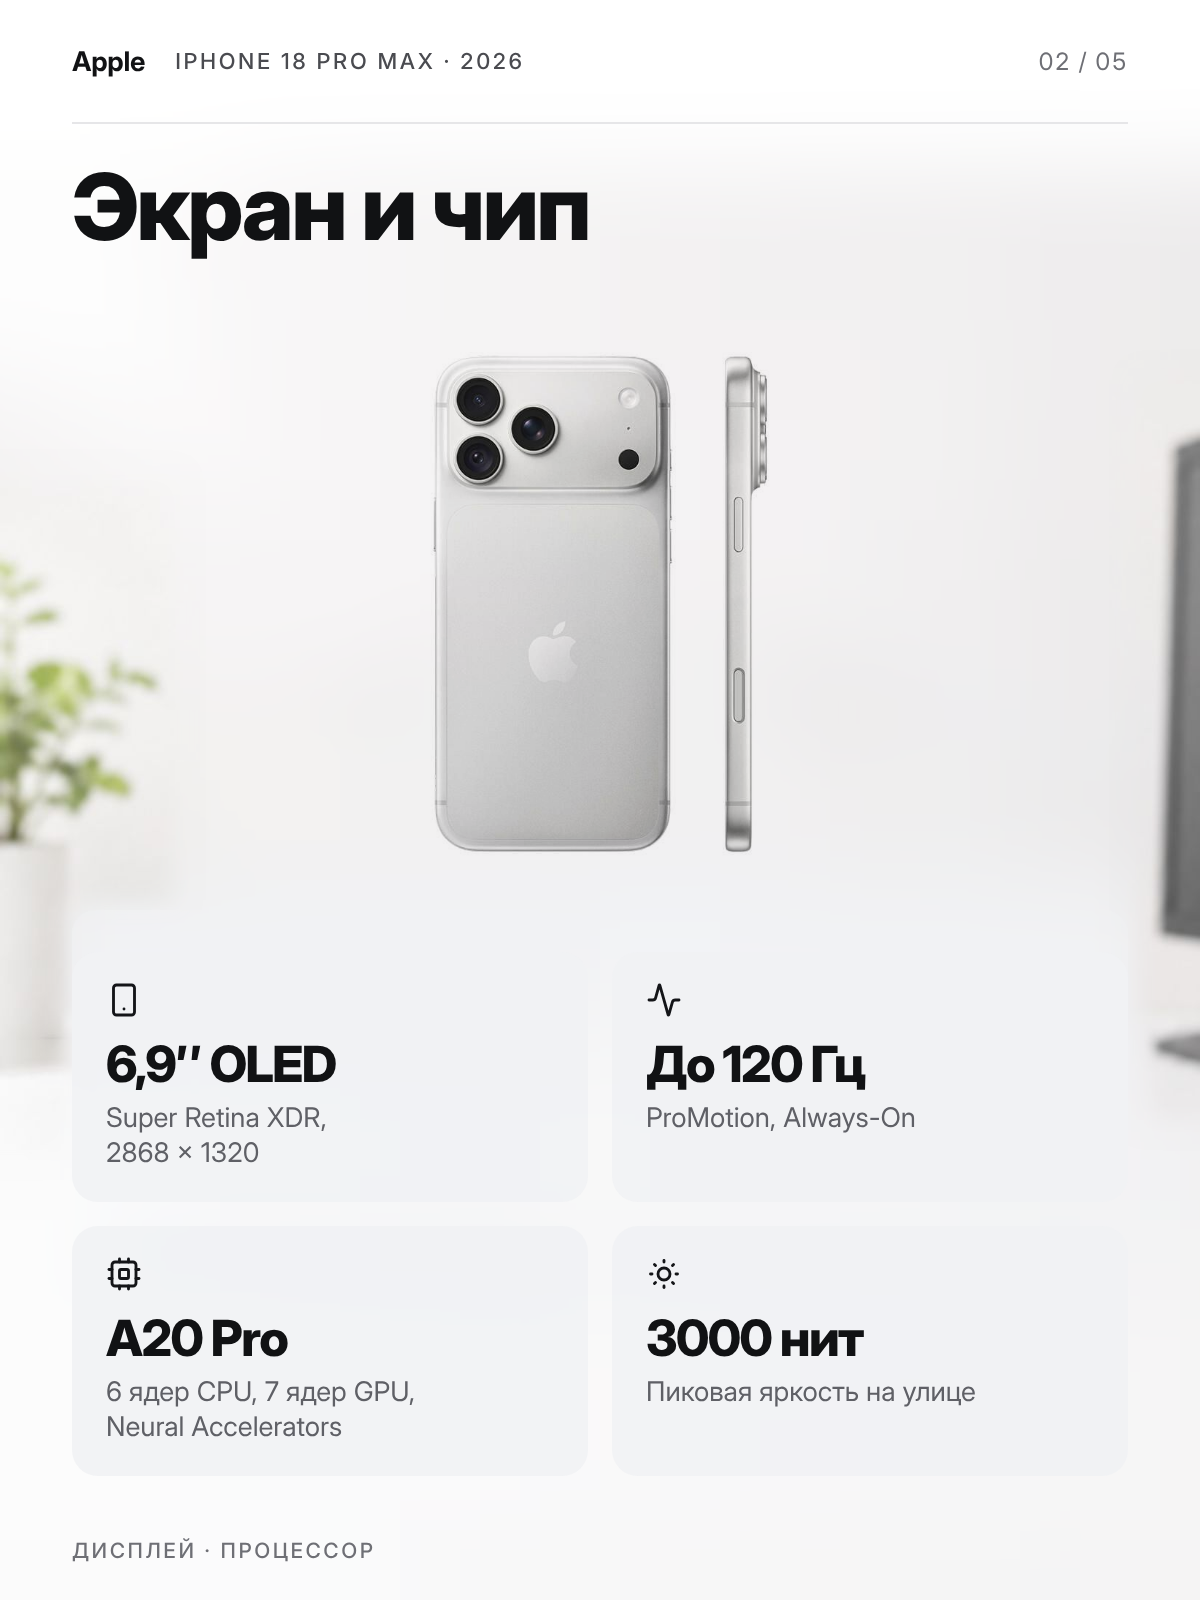 Apple IPHONE 18 PRO MAX · 2026 02 / 05
Экран и чип
6,9″ OLED
Super Retina XDR,
2868 × 1320
До 120 Гц
ProMotion, Always-On
A20 Pro
6 ядер CPU, 7 ядер GPU,
Neural Accelerators
3000 нит
Пиковая яркость на улице
ДИСПЛЕЙ · ПРОЦЕССОР